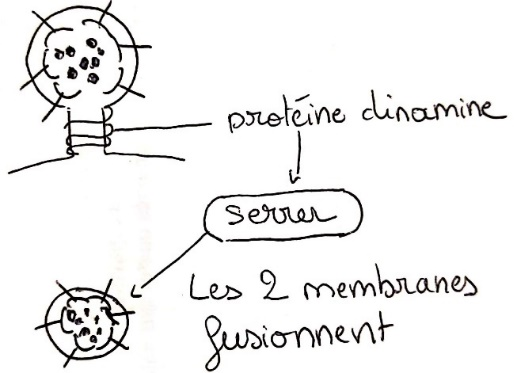 protéine dinamine
serrer
Les 2 membranes
fusionnent